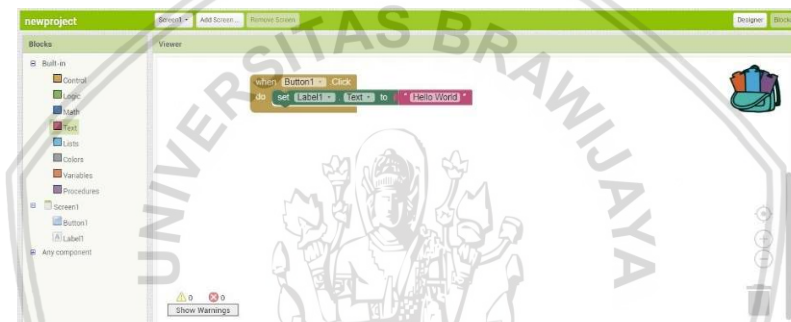 newproject
Screen1
Add Screen ...
Remove Screen
Designer
Blocks
Blocks
Viewer
Built-in
Control
Logic
Math
Text
Lists
Colors
Variables
Procedures
Screen1
Button1
A Label1
Any component
when Button1 Click
do set Label1 . Text to " Hello World "
0 0
Show Warnings
UNIVERSITAS BRAWIJAYA